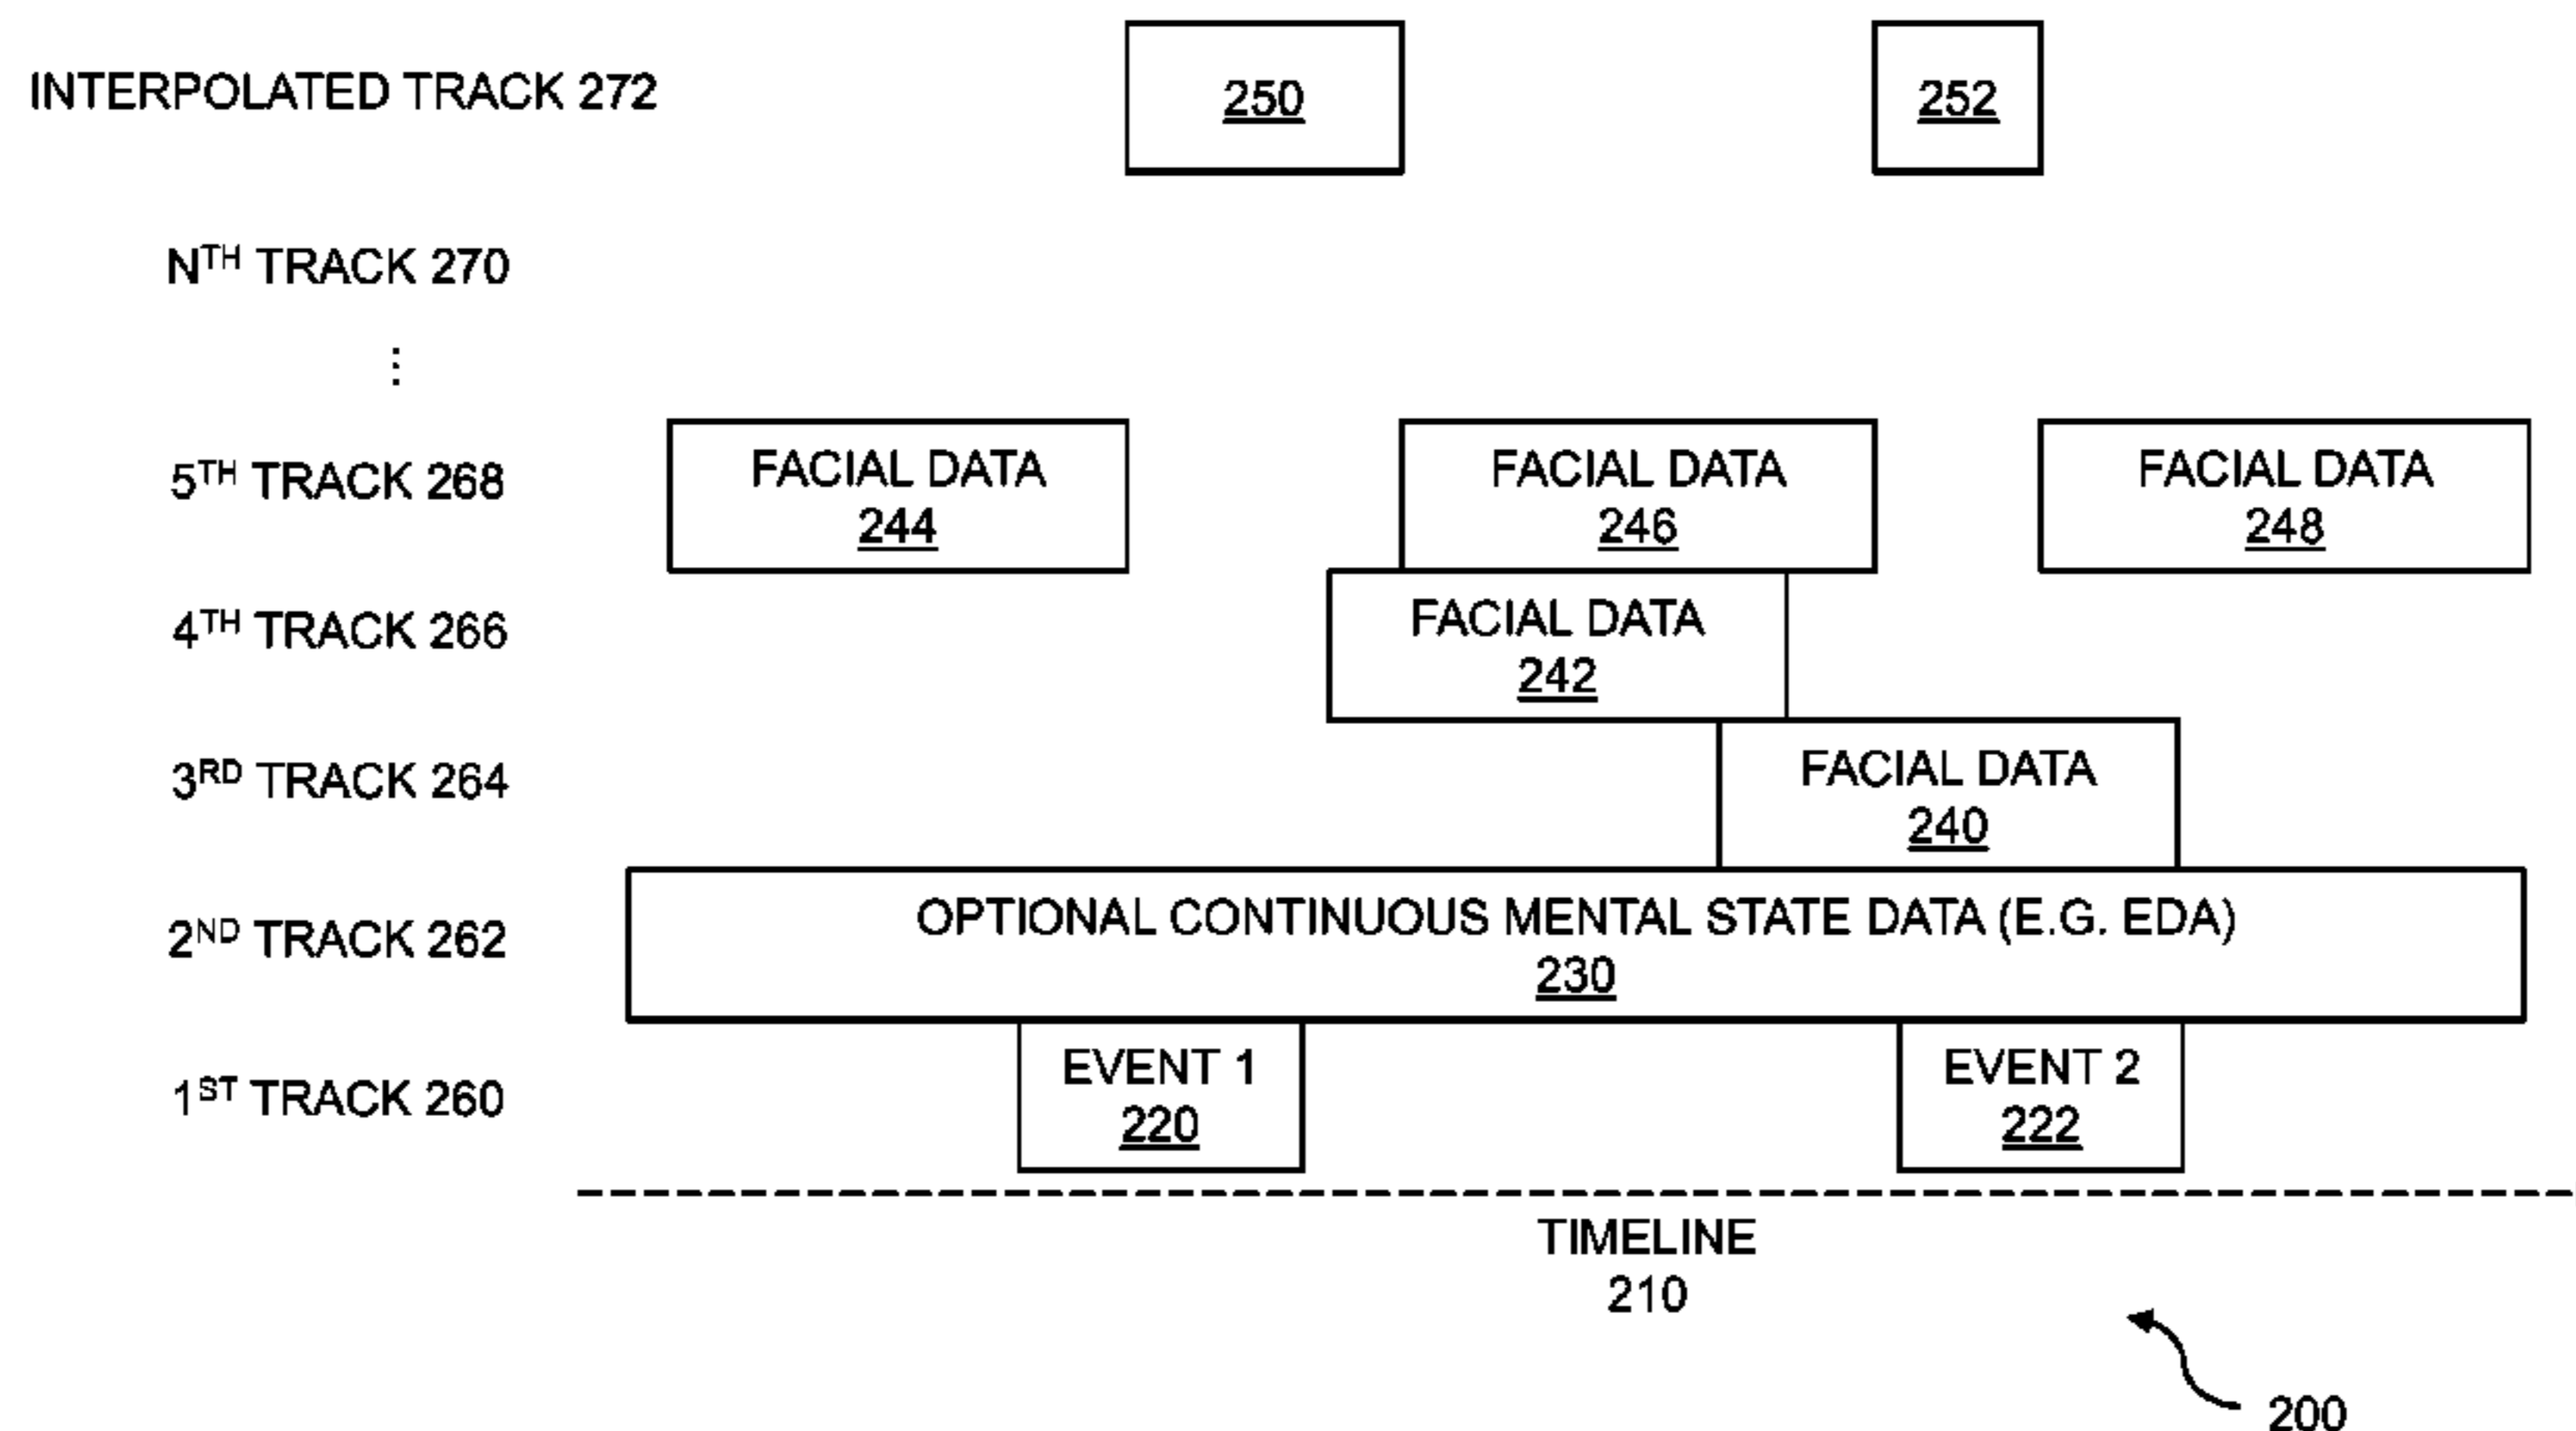 250
252
INTERPOLATED TRACK 272
NTH TRACK 270
⋮
5TH TRACK 268
FACIAL DATA
244
FACIAL DATA
246
FACIAL DATA
248
4TH TRACK 266
FACIAL DATA
242
3RD TRACK 264
FACIAL DATA
240
2ND TRACK 262
OPTIONAL CONTINUOUS MENTAL STATE DATA (E.G. EDA)
230
1ST TRACK 260
EVENT 1
220
EVENT 2
222
TIMELINE
210
200